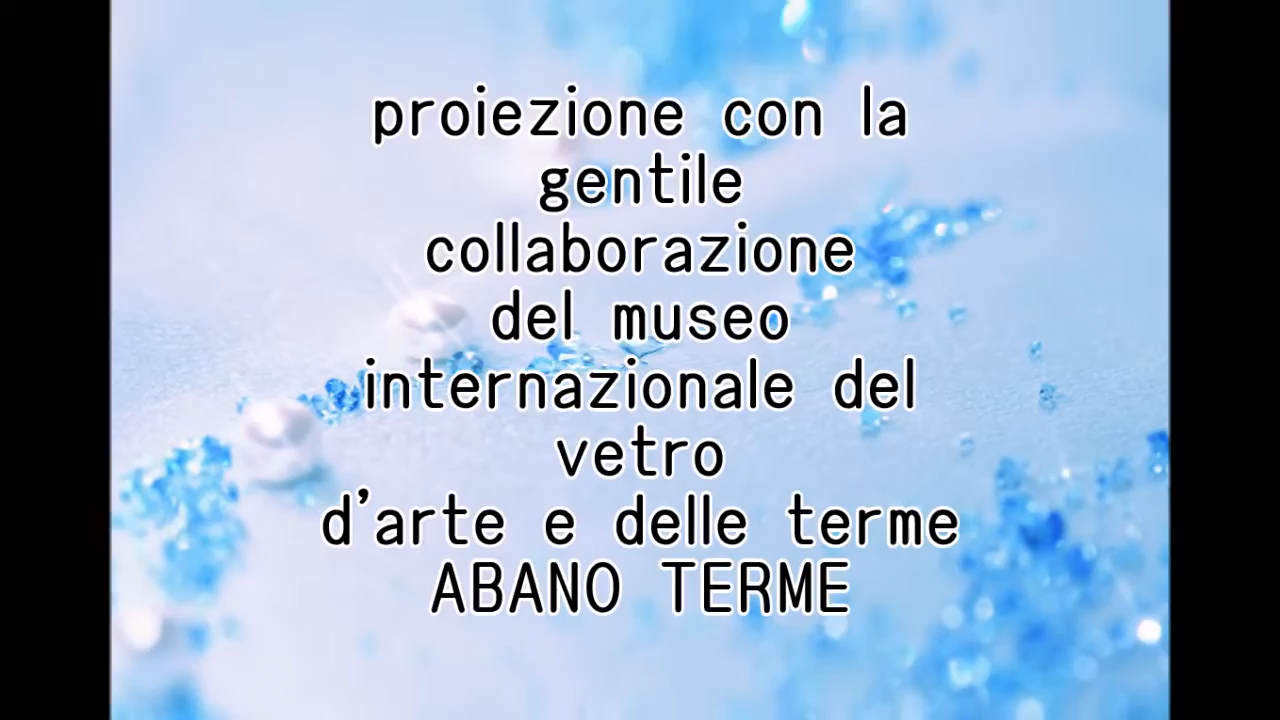 proiezione con la
gentile
collaborazione
del museo
internazionale del
vetro
d'arte e delle terme
ABANO TERME